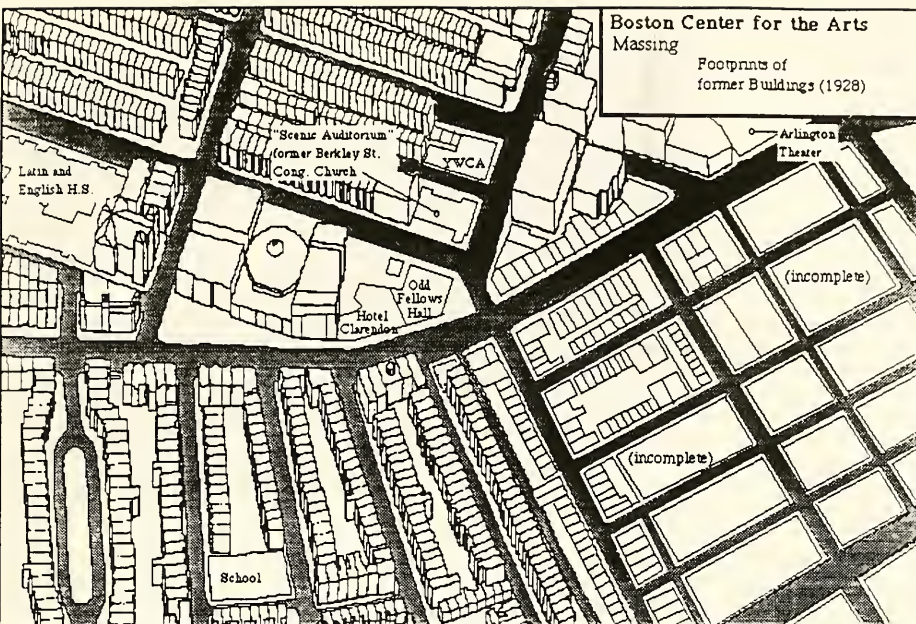 Boston Center for the Arts
Massing
Footprints of
former Buildings (1928)
"Scenic Auditorium"
former Berkley St.
Cong. Church
YWCA
Arlington
Theater
Latin and
English H.S.
(incomplete)
Odd
Fellows
Hall
Hotel
Clarendon
(incomplete)
School